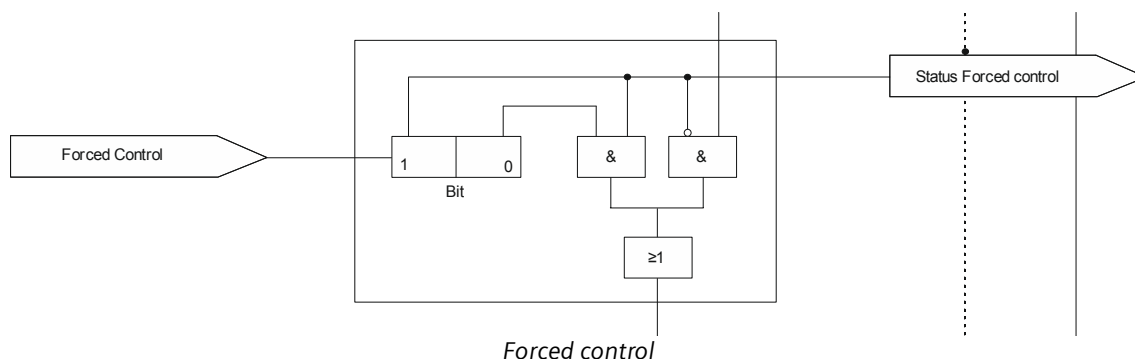 Status Forced control
Forced Control
1
0
&
&
Bit
≥1
Forced control